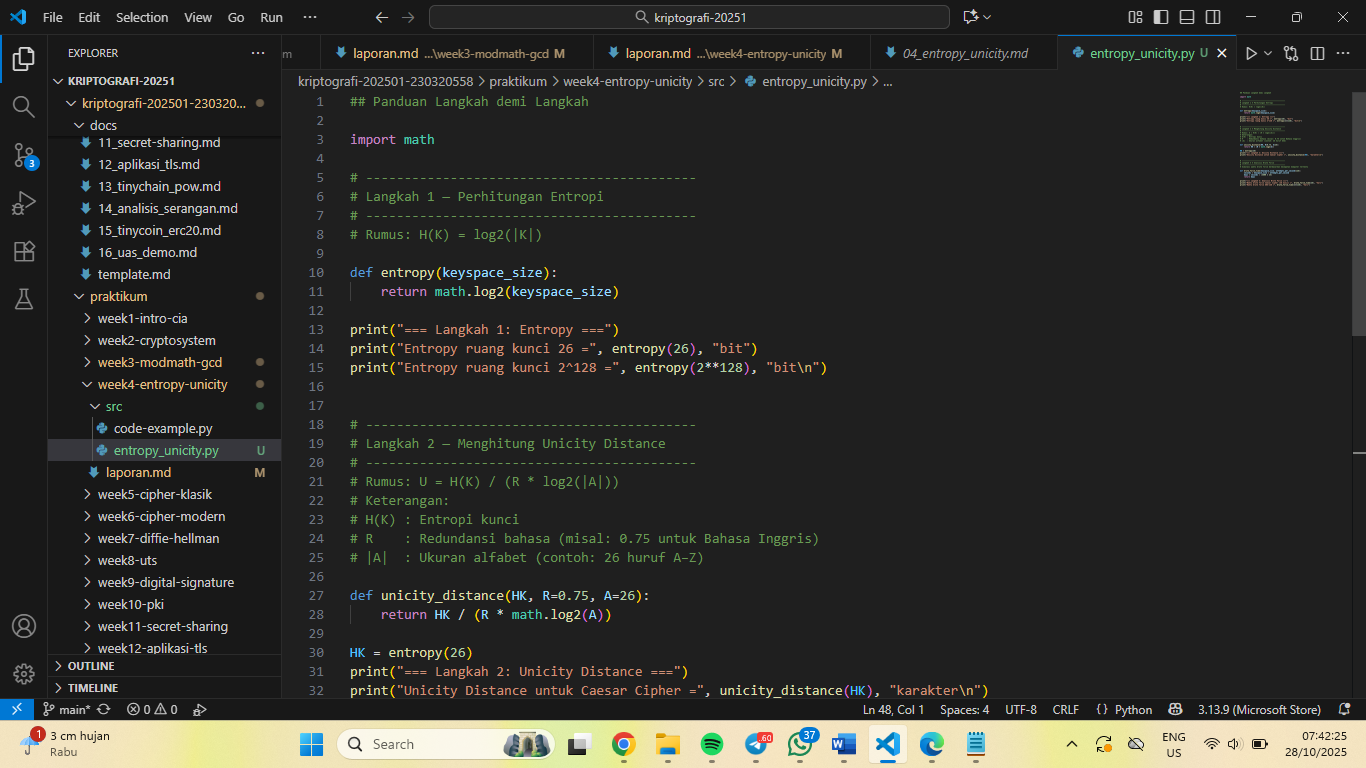 File Edit Selection View Go Run ···
kriptografi-20251
EXPLORER ···
m
laporan.md ...\week3-modmath-gcd M
laporan.md ...\week4-entropy-unicity M
04_entropy_unicity.md
entropy_unicity.py U
kriptografi-202501-230320558 > praktikum > week4-entropy-unicity > src > entropy_unicity.py > ...
KRIPTOGRAFI-20251
kriptografi-202501-230320...
docs
11_secret-sharing.md
12_aplikasi_tls.md
13_tinychain_pow.md
14_analisis_serangan.md
15_tinycoin_erc20.md
16_uas_demo.md
template.md
praktikum
week1-intro-cia
week2-cryptosystem
week3-modmath-gcd
week4-entropy-unicity
src
code-example.py
entropy_unicity.py U
laporan.md M
week5-cipher-klasik
week6-cipher-modern
week7-diffie-hellman
week8-uts
week9-digital-signature
week10-pki
week11-secret-sharing
week12-aplikasi-tls
OUTLINE
TIMELINE
3
1 ## Panduan Langkah demi Langkah
2
3 import math
4
5 # -------------------------------------------
6 # Langkah 1 — Perhitungan Entropi
7 # -------------------------------------------
8 # Rumus: H(K) = log2(|K|)
9
10 def entropy(keyspace_size):
11     return math.log2(keyspace_size)
12
13 print("=== Langkah 1: Entropy ===")
14 print("Entropy ruang kunci 26 =", entropy(26), "bit")
15 print("Entropy ruang kunci 2^128 =", entropy(2**128), "bit\n")
16
17
18 # -------------------------------------------
19 # Langkah 2 — Menghitung Unicity Distance
20 # -------------------------------------------
21 # Rumus: U = H(K) / (R * log2(|A|))
22 # Keterangan:
23 # H(K) : Entropi kunci
24 # R    : Redundansi bahasa (misal: 0.75 untuk Bahasa Inggris)
25 # |A|  : Ukuran alfabet (contoh: 26 huruf A–Z)
26
27 def unicity_distance(HK, R=0.75, A=26):
28     return HK / (R * math.log2(A))
29
30 HK = entropy(26)
31 print("=== Langkah 2: Unicity Distance ===")
32 print("Unicity Distance untuk Caesar Cipher =", unicity_distance(HK), "karakter\n")
main* 0 0 Ln 48, Col 1 Spaces: 4 UTF-8 CRLF {} Python 3.13.9 (Microsoft Store)
1
3 cm hujan
Rabu
Search
60
37
ENG
US
07:42:25
28/10/2025